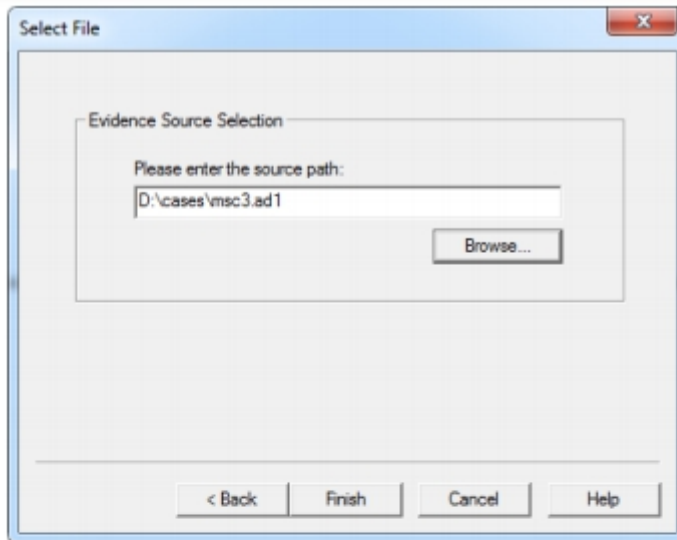 Select File
Evidence Source Selection
Please enter the source path:
D:\cases\msc3.ad1
Browse...
< Back
Finish
Cancel
Help